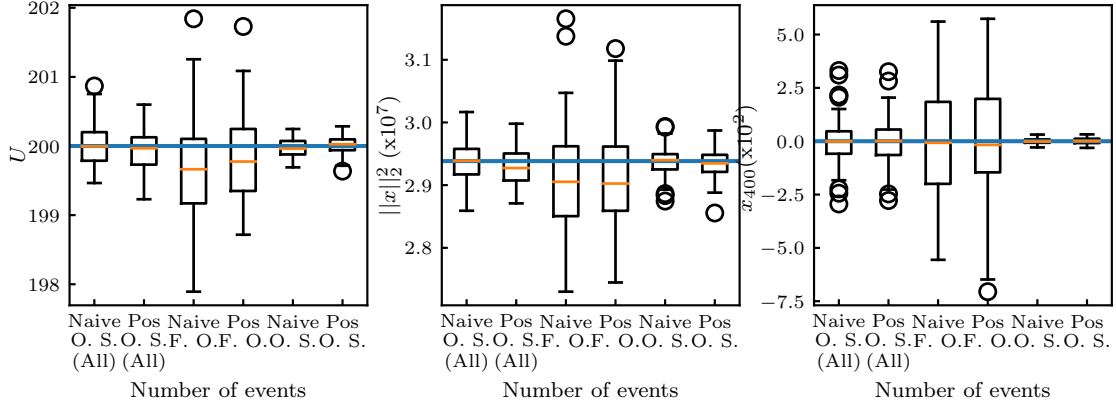 202
201
200
199
198
U
Naive Pos Naive Pos Naive Pos
O. S. O. S. F. O. F. O. O. S. O. S.
(All) (All)
Number of events
3.1
3.0
2.9
2.8
||x||₂² (x10⁷)
Naive Pos Naive Pos Naive Pos
O. S. O. S. F. O. F. O. O. S. O. S.
(All) (All)
Number of events
5.0
2.5
0.0
−2.5
−5.0
−7.5
x₄₀₀(x10²)
Naive Pos Naive Pos Naive Pos
O. S. O. S. F. O. F. O. O. S. O. S.
(All) (All)
Number of events